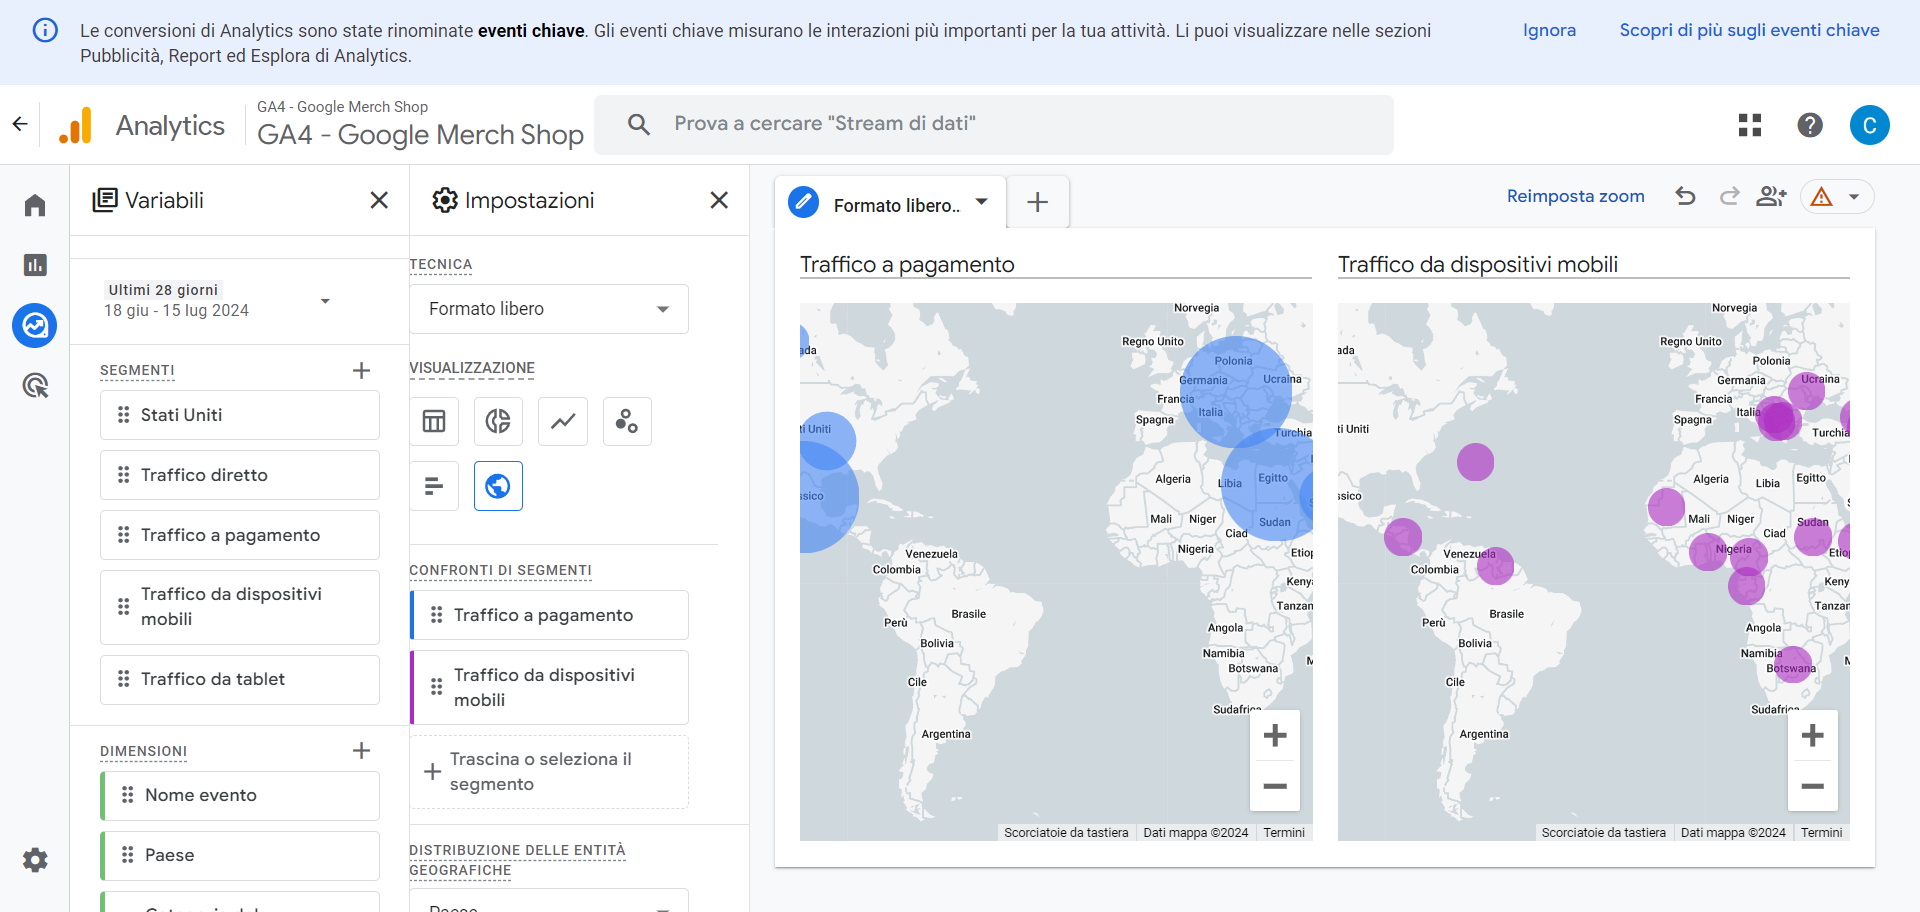 Le conversioni di Analytics sono state rinominate eventi chiave. Gli eventi chiave misurano le interazioni più importanti per la tua attività. Li puoi visualizzare nelle sezioni
Pubblicità, Report ed Esplora di Analytics.
Ignora
Scopri di più sugli eventi chiave
Analytics
GA4 - Google Merch Shop
GA4 - Google Merch Shop
Prova a cercare "Stream di dati"
C
Variabili
Ultimi 28 giorni
18 giu - 15 lug 2024
SEGMENTI
Stati Uniti
Traffico diretto
Traffico a pagamento
Traffico da dispositivi
mobili
Traffico da tablet
DIMENSIONI
Nome evento
Paese
Impostazioni
TECNICA
Formato libero
VISUALIZZAZIONE
CONFRONTI DI SEGMENTI
Traffico a pagamento
Traffico da dispositivi
mobili
Trascina o seleziona il
segmento
DISTRIBUZIONE DELLE ENTITÀ
GEOGRAFICHE
Paese
Formato libero..
Reimposta zoom
Traffico a pagamento
Norvegia
ada
Regno Unito
Polonia
Germania
Ucraina
Francia
Italia
Spagna
ti Uniti
Turchia
Algeria
Libia
Egitto
ssico
Mali
Niger
Sudan
Ciad
Nigeria
Etiop
Venezuela
Colombia
Keny
Tanzan
Brasile
Perù
Angola
Bolivia
Namibia
Botswana
M
Cile
Sudafrica
Argentina
Scorciatoie da tastiera
Dati mappa ©2024
Termini
Traffico da dispositivi mobili
Norvegia
ada
Regno Unito
Polonia
Germania
Ucraina
Francia
Italia
Spagna
ti Uniti
Turchia
Algeria
Libia
Egitto
ssico
Mali
Niger
Sudan
Ciad
Nigeria
Etiop
Venezuela
Colombia
Keny
Tanzan
Brasile
Perù
Angola
Bolivia
Namibia
Botswana
M
Cile
Sudafrica
Argentina
Scorciatoie da tastiera
Dati mappa ©2024
Termini